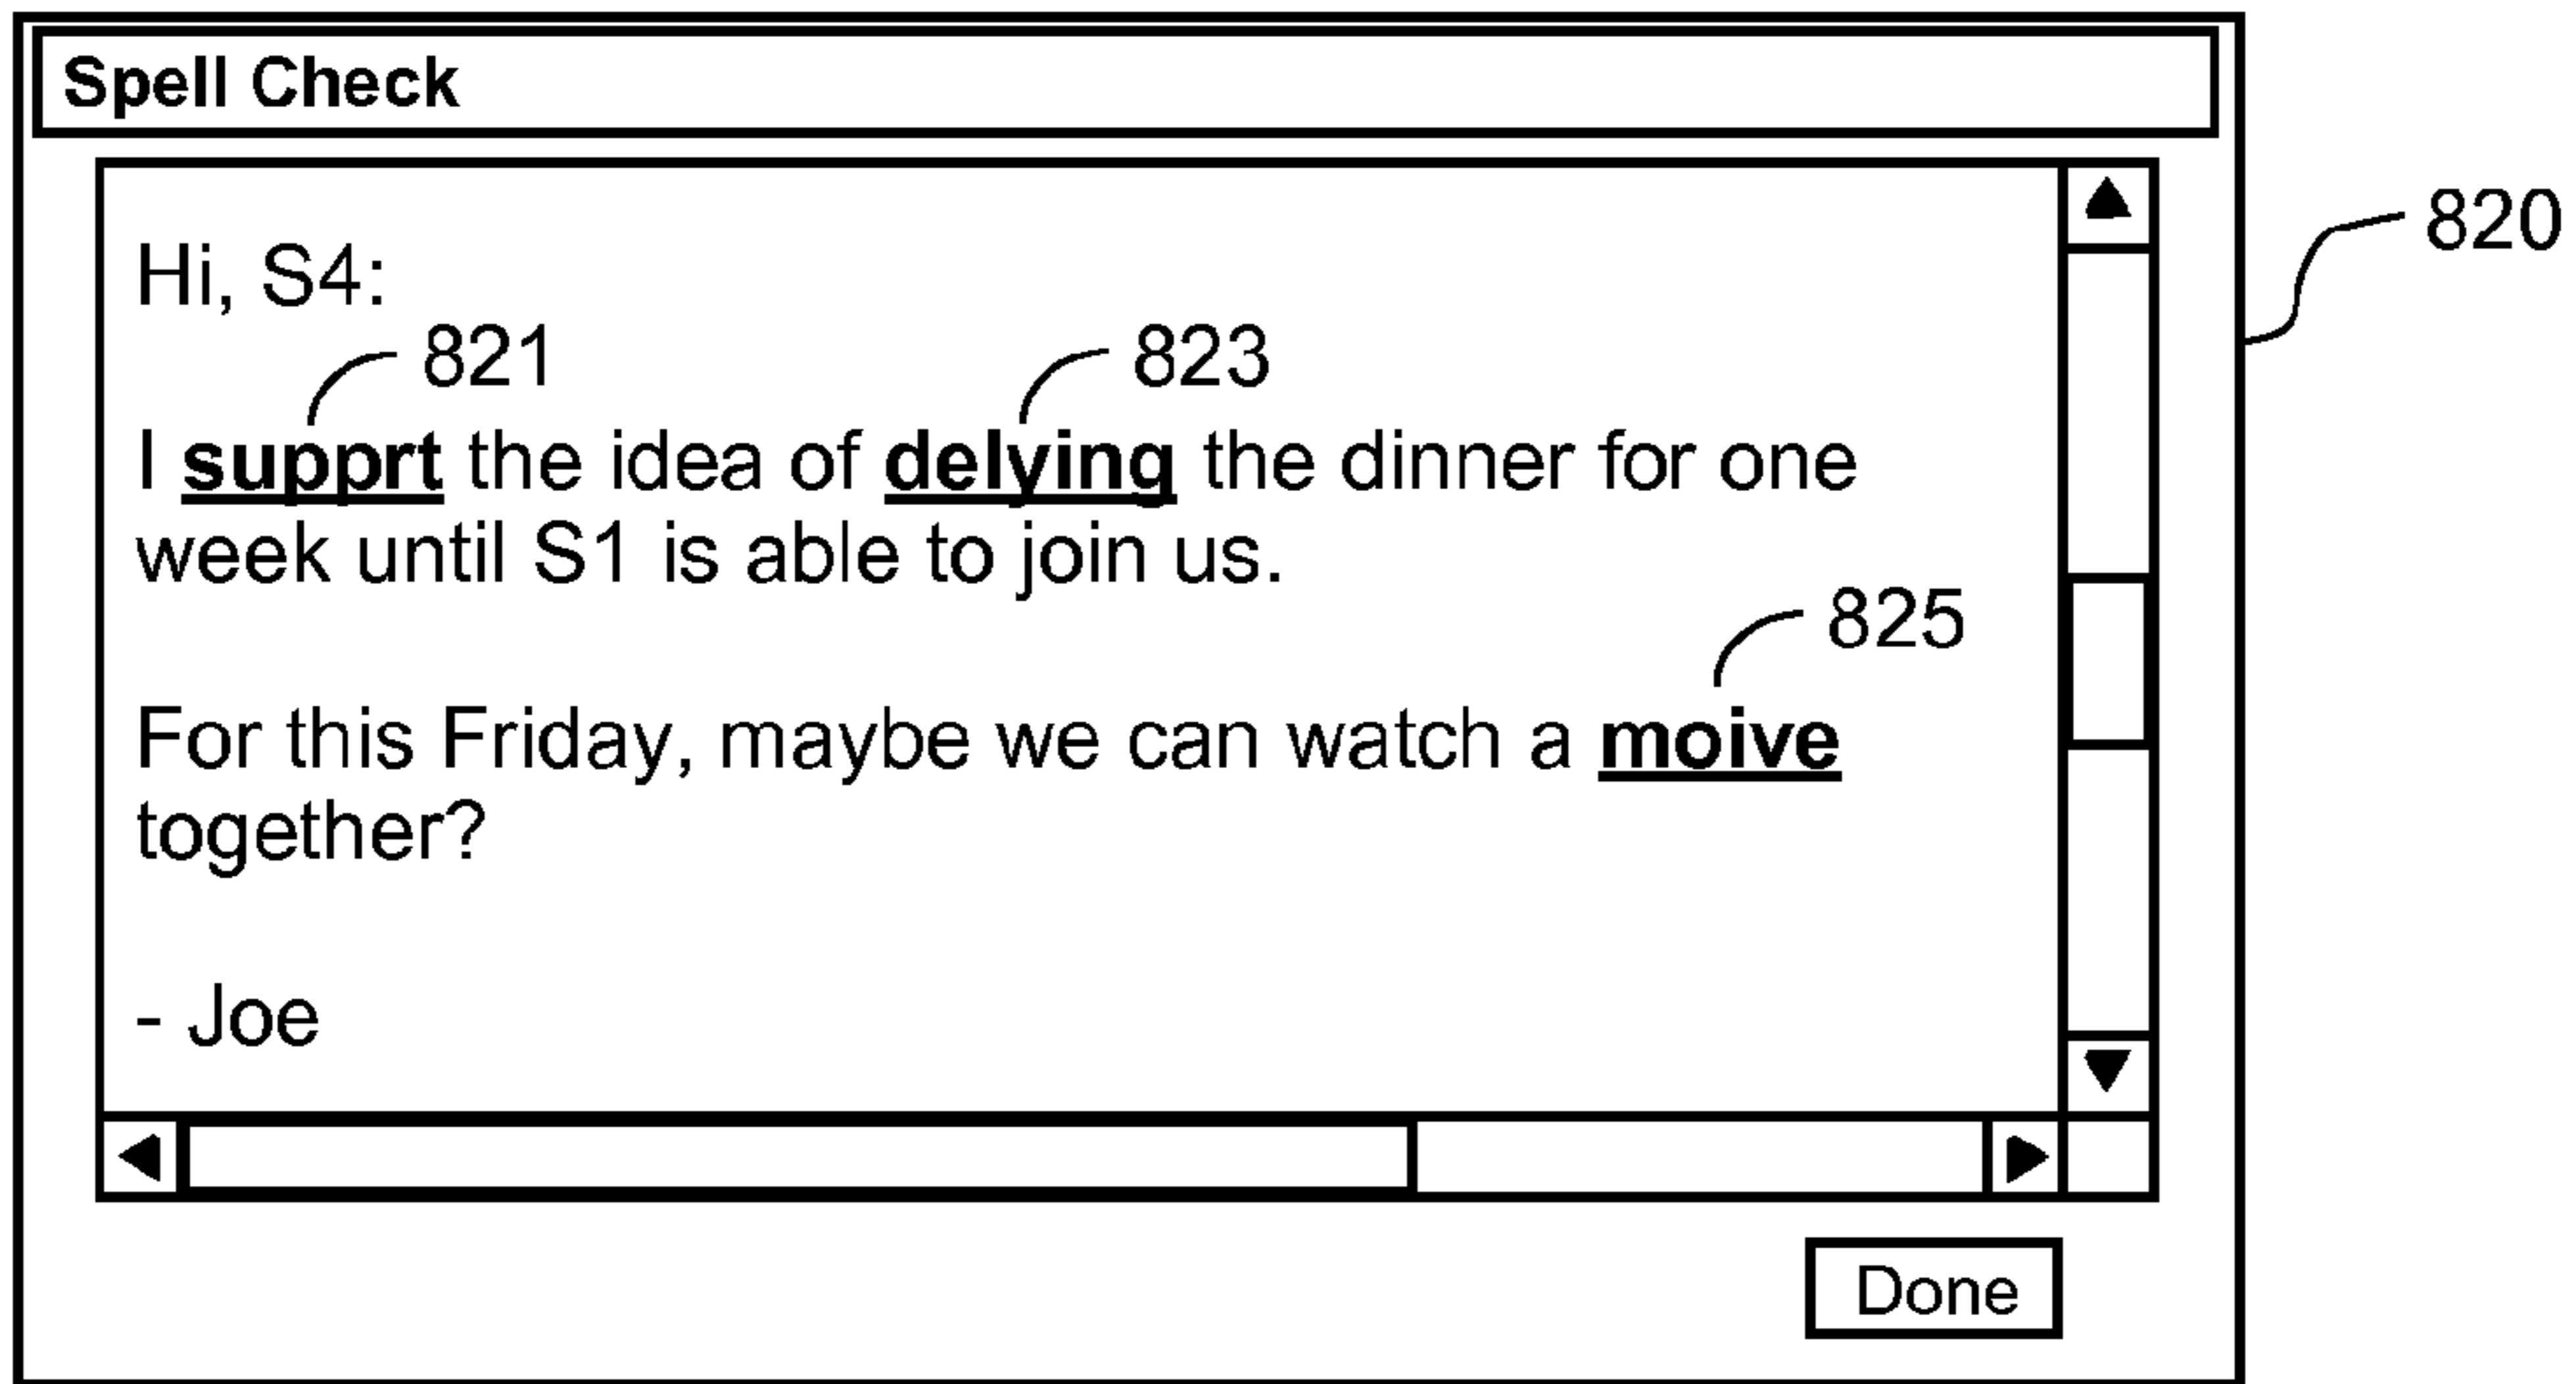 Spell Check
820
Hi, S4:
821 823
I supprt the idea of delying the dinner for one
week until S1 is able to join us.
825
For this Friday, maybe we can watch a moive
together?
- Joe
Done